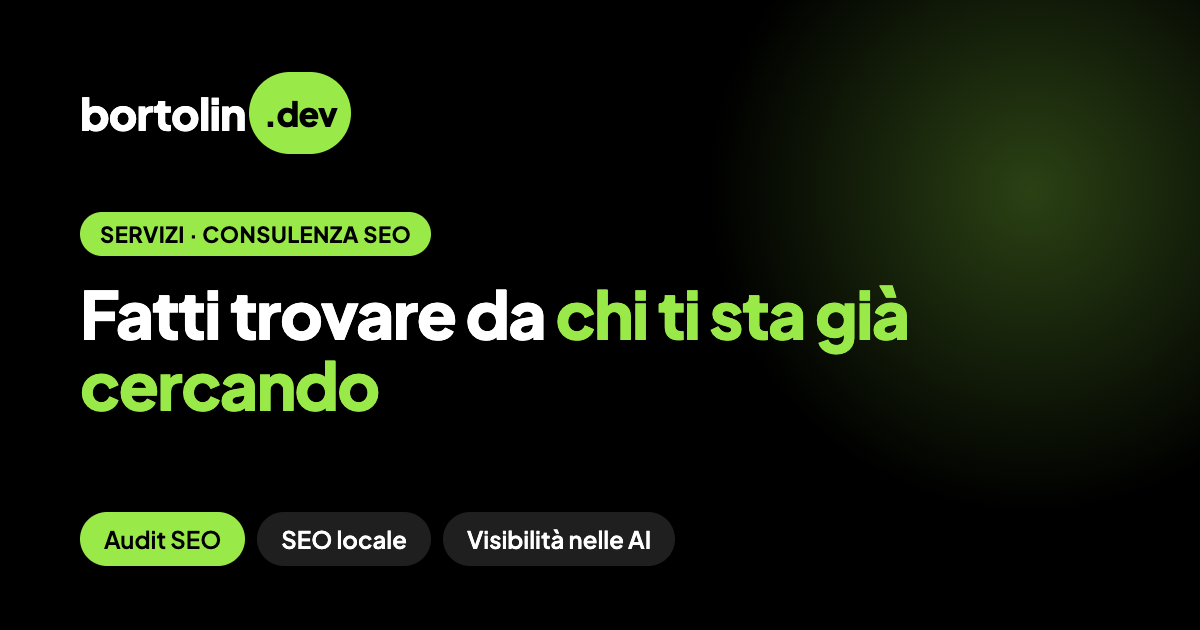 bortolin .dev
SERVIZI · CONSULENZA SEO
Fatti trovare da chi ti sta già
cercando
Audit SEO SEO locale Visibilità nelle AI